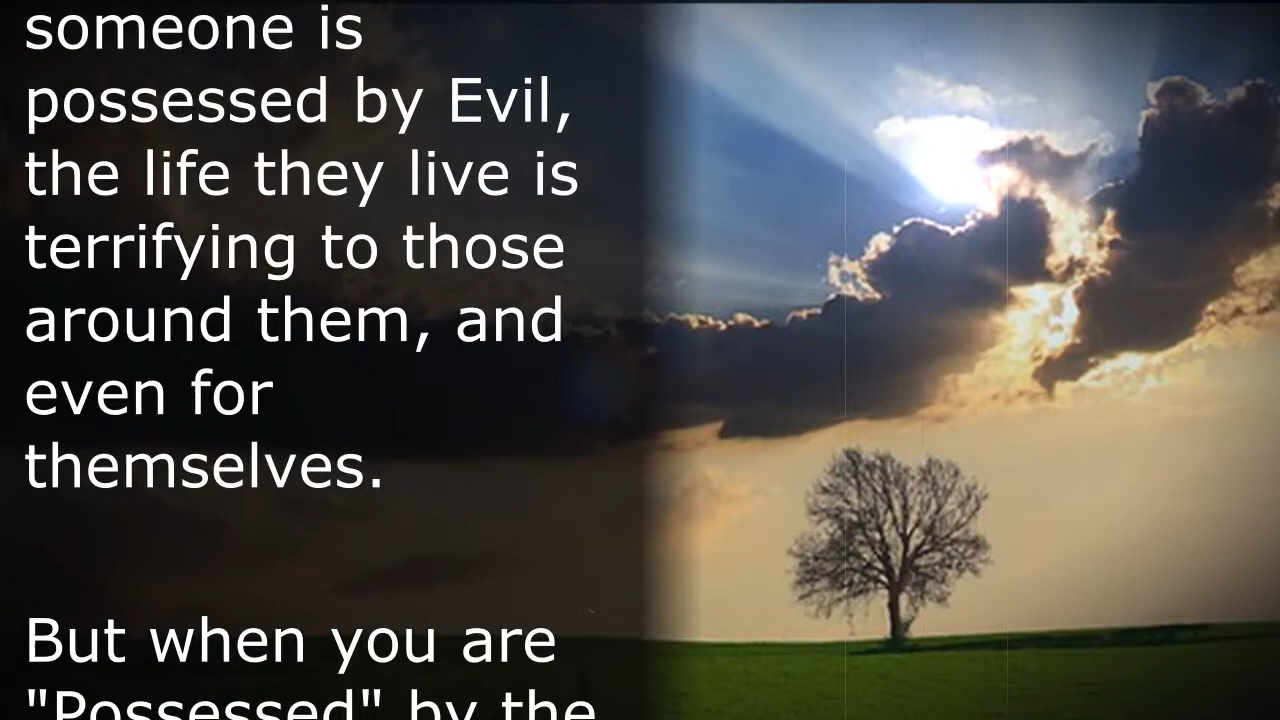 someone is
possessed by Evil,
the life they live is
terrifying to those
around them, and
even for
themselves.
But when you are
"Possessed" by the